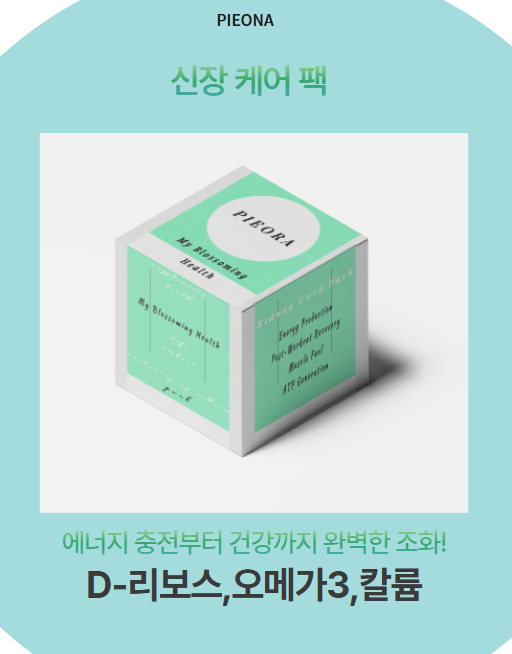 PIEONA
신장 케어 팩
PIEORA
My Blossoming
Health
My Blossoming Health
Kidney Care Pack
Energy Production
Post-Workout Recovery
Muscle Fuel
ATP Generation
에너지 충전부터 건강까지 완벽한 조화!
D-리보스,오메가3,칼륨